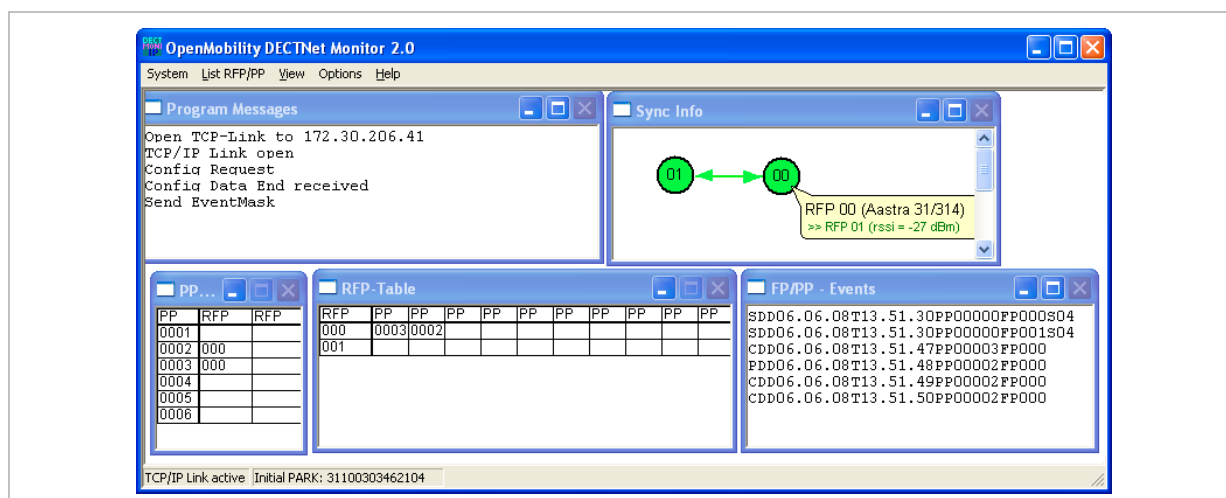 OpenMobility DECTNet Monitor 2.0
System List RFP/PP View Options Help
Program Messages
Open TCP-Link to 172.30.206.41
TCP/IP Link open
Config Request
Config Data End received
Send EventMask
Sync Info
01 00
RFP 00 (Aastra 31/314)
>> RFP 01 (rssi = -27 dBm)
PP...
PP RFP RFP
0001
0002 000
0003 000
0004
0005
0006
RFP-Table
RFP PP PP PP PP PP PP PP PP PP PP
000 0003 0002
001
FP/PP - Events
SDD06.06.08T13.51.30PP00000FP000S04
SDD06.06.08T13.51.30PP00000FP001S04
CDD06.06.08T13.51.47PP00003FP000
PDD06.06.08T13.51.48PP00002FP000
CDD06.06.08T13.51.49PP00002FP000
CDD06.06.08T13.51.50PP00002FP000
TCP/IP Link active Initial PARK: 31100303462104